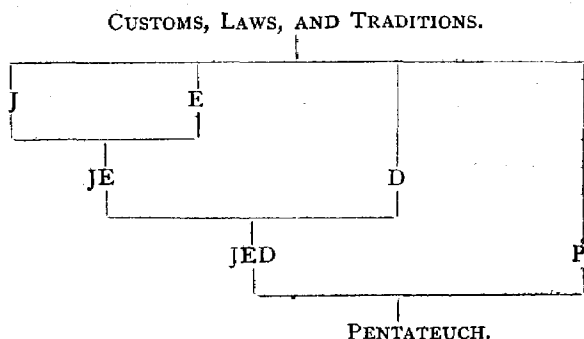 CUSTOMS, LAWS, AND TRADITIONS.
J E
JE D
JED P
PENTATEUCH.